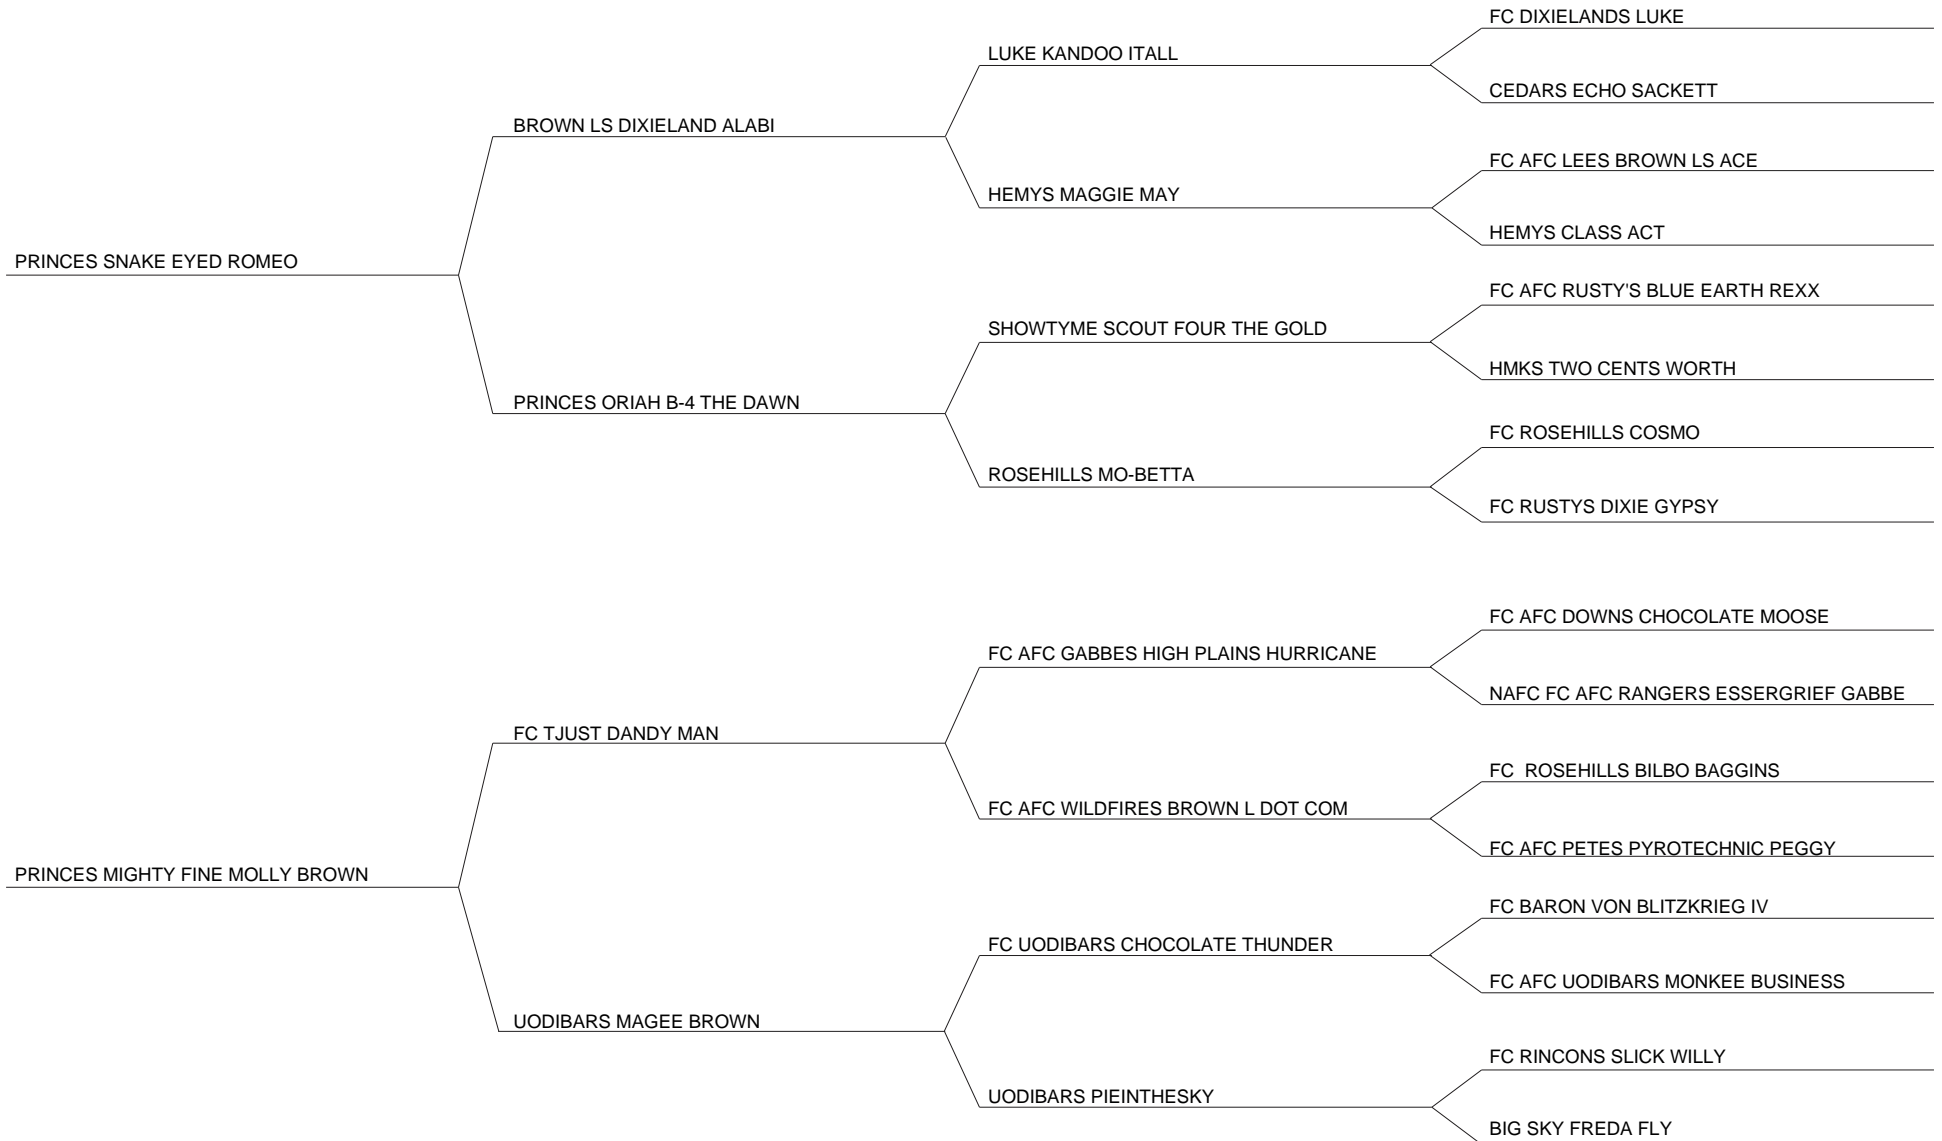 FC DIXIELANDS LUKE
LUKE KANDOO ITALL
CEDARS ECHO SACKETT
BROWN LS DIXIELAND ALABI
FC AFC LEES BROWN LS ACE
HEMYS MAGGIE MAY
HEMYS CLASS ACT
PRINCES SNAKE EYED ROMEO
FC AFC RUSTY'S BLUE EARTH REXX
SHOWTYME SCOUT FOUR THE GOLD
HMKS TWO CENTS WORTH
PRINCES ORIAH B-4 THE DAWN
FC ROSEHILLS COSMO
ROSEHILLS MO-BETTA
FC RUSTYS DIXIE GYPSY
FC AFC DOWNS CHOCOLATE MOOSE
FC AFC GABBES HIGH PLAINS HURRICANE
NAFC FC AFC RANGERS ESSERGRIEF GABBE
FC TJUST DANDY MAN
FC  ROSEHILLS BILBO BAGGINS
FC AFC WILDFIRES BROWN L DOT COM
FC AFC PETES PYROTECHNIC PEGGY
PRINCES MIGHTY FINE MOLLY BROWN
FC BARON VON BLITZKRIEG IV
FC UODIBARS CHOCOLATE THUNDER
FC AFC UODIBARS MONKEE BUSINESS
UODIBARS MAGEE BROWN
FC RINCONS SLICK WILLY
UODIBARS PIEINTHESKY
BIG SKY FREDA FLY